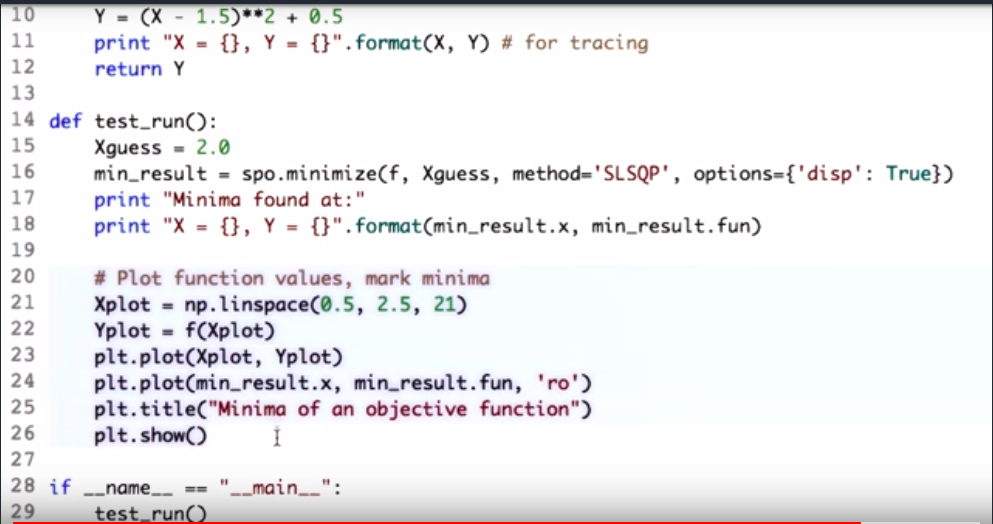 10 Y = (X - 1.5)**2 + 0.5
11 print "X = {}, Y = {}".format(X, Y) # for tracing
12 return Y
13
14 def test_run():
15 Xguess = 2.0
16 min_result = spo.minimize(f, Xguess, method='SLSQP', options={'disp': True})
17 print "Minima found at:"
18 print "X = {}, Y = {}".format(min_result.x, min_result.fun)
19
20 # Plot function values, mark minima
21 Xplot = np.linspace(0.5, 2.5, 21)
22 Yplot = f(Xplot)
23 plt.plot(Xplot, Yplot)
24 plt.plot(min_result.x, min_result.fun, 'ro')
25 plt.title("Minima of an objective function")
26 plt.show()
27
28 if __name__ == "__main__":
29 test_run()